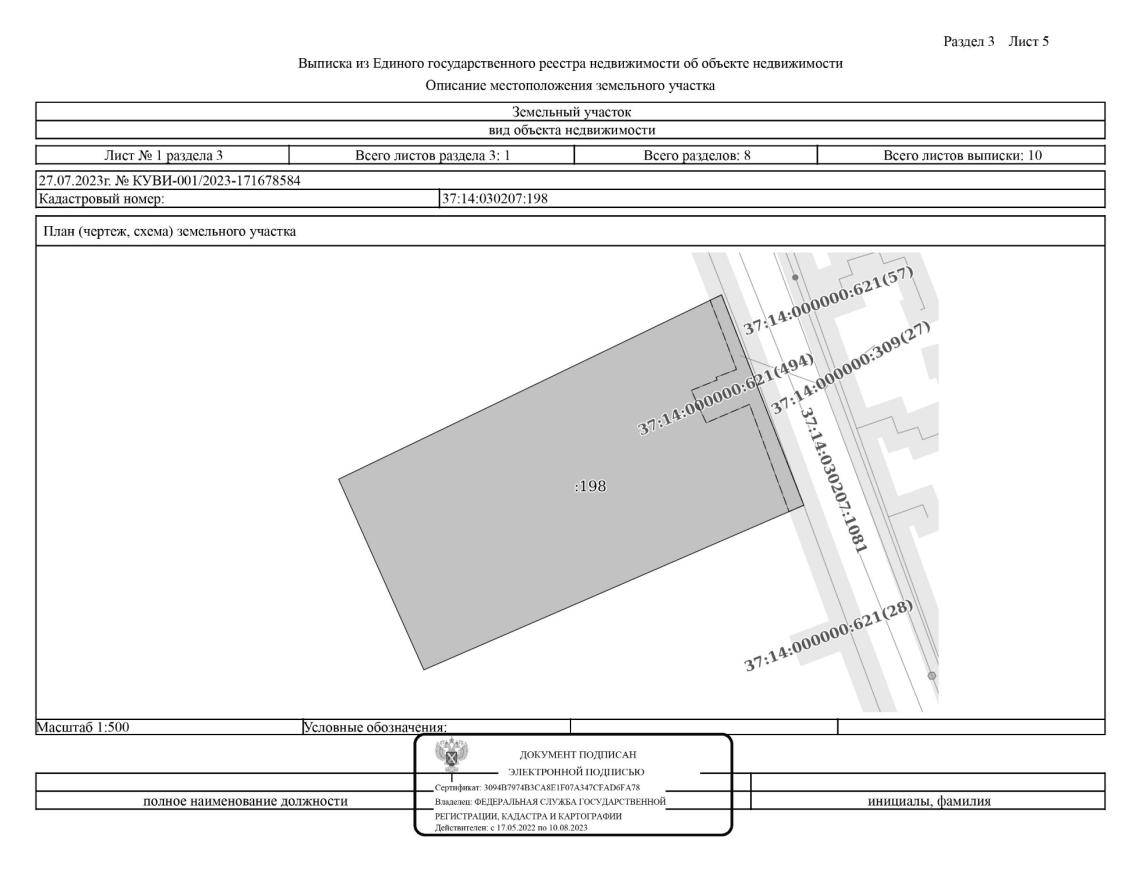 Раздел 3 Лист 5
Выписка из Единого государственного реестра недвижимости об объекте недвижимости
Описание местоположения земельного участка
Земельный участок
вид объекта недвижимости
Лист № 1 раздела 3
Всего листов раздела 3: 1
Всего разделов: 8
Всего листов выписки: 10
27.07.2023г. № КУВИ-001/2023-171678584
Кадастровый номер:
37:14:030207:198
План (чертеж, схема) земельного участка
37:14:000000:621(57)
37:14:000000:309(27)
37:14:000000:621(494)
37:14:030207:1081
:198
37:14:000000:621(28)
Масштаб 1:500
Условные обозначения:
ДОКУМЕНТ ПОДПИСАН
ЭЛЕКТРОННОЙ ПОДПИСЬЮ
Сертификат: 3094B7974B3CA8E1F07A347CFAD6FA78
Владелец: ФЕДЕРАЛЬНАЯ СЛУЖБА ГОСУДАРСТВЕННОЙ
РЕГИСТРАЦИИ, КАДАСТРА И КАРТОГРАФИИ
Действителен: с 17.05.2022 по 10.08.2023
полное наименование должности
инициалы, фамилия